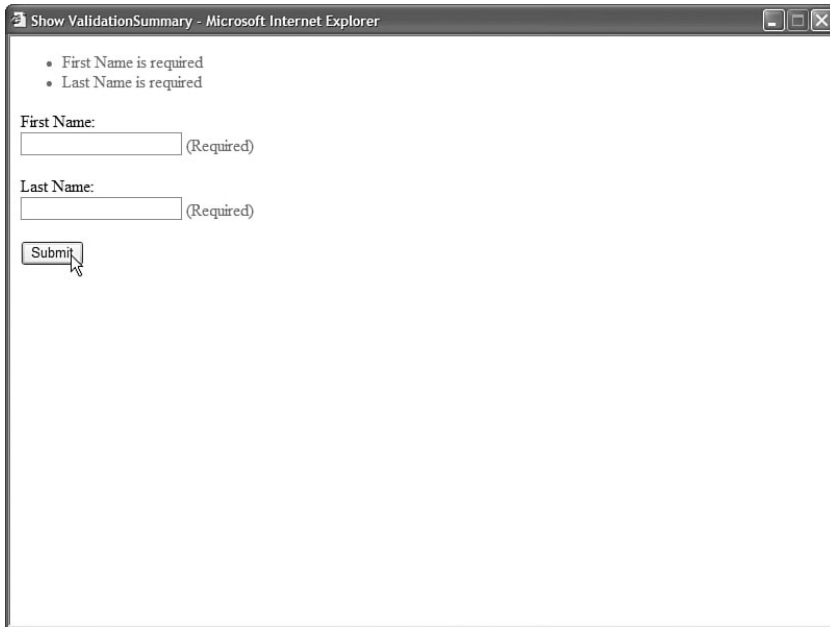 Show ValidationSummary - Microsoft Internet Explorer
• First Name is required
• Last Name is required
First Name:
(Required)
Last Name:
(Required)
Submit